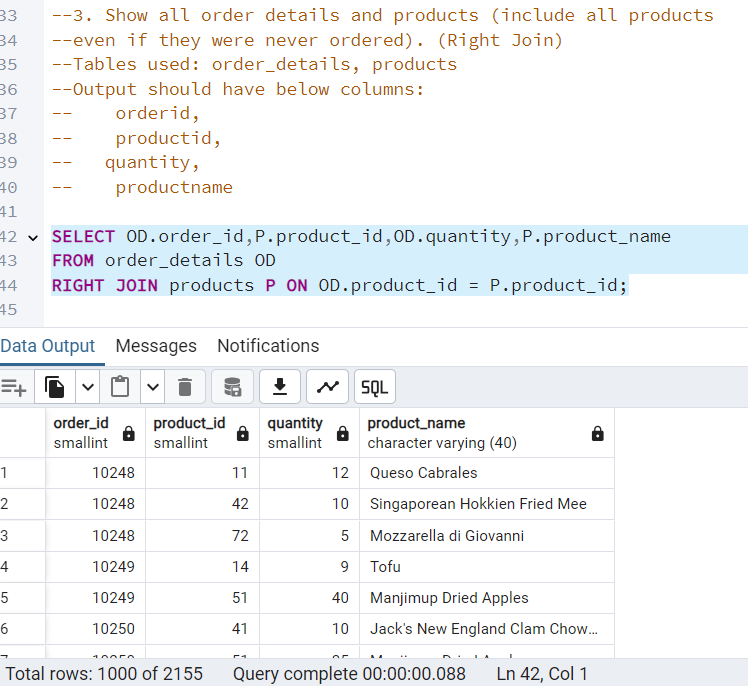 33 --3. Show all order details and products (include all products
34 --even if they were never ordered). (Right Join)
35 --Tables used: order_details, products
36 --Output should have below columns:
37 --    orderid,
38 --    productid,
39 --   quantity,
40 --    productname
41
42 SELECT OD.order_id,P.product_id,OD.quantity,P.product_name
43 FROM order_details OD
44 RIGHT JOIN products P ON OD.product_id = P.product_id;
45
Data Output Messages Notifications
SQL
order_id product_id quantity product_name
smallint smallint smallint character varying (40)
1 10248 11 12 Queso Cabrales
2 10248 42 10 Singaporean Hokkien Fried Mee
3 10248 72 5 Mozzarella di Giovanni
4 10249 14 9 Tofu
5 10249 51 40 Manjimup Dried Apples
6 10250 41 10 Jack's New England Clam Chow...
Total rows: 1000 of 2155 Query complete 00:00:00.088 Ln 42, Col 1